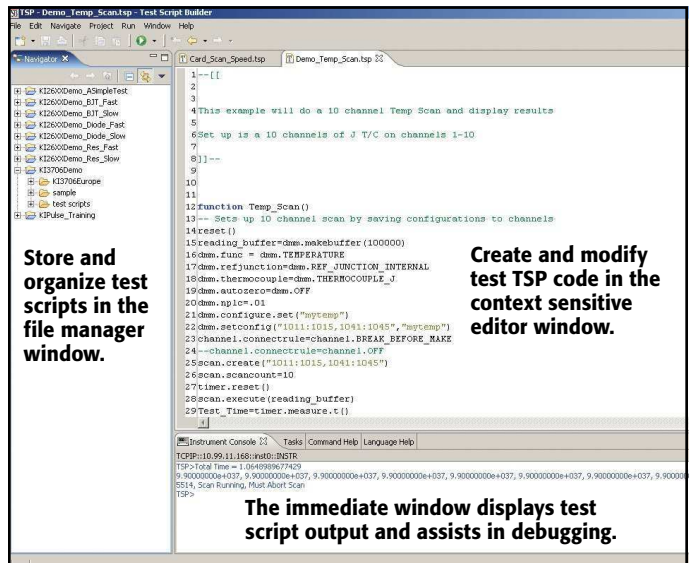 TSP - Demo_Temp_Scan.tsp - Test Script Builder
File Edit Navigate Project Run Window Help
Navigator
KI26XXDemo_ASimpleTest
KI26XXDemo_BJT_Fast
KI26XXDemo_BJT_Slow
KI26XXDemo_Diode_Fast
KI26XXDemo_Diode_Slow
KI26XXDemo_Res_Fast
KI26XXDemo_Res_Slow
KI3706Demo
KI3706Europe
sample
test scripts
KIPulse_Training
Store and
organize test
scripts in the
file manager
window.
Card_Scan_Speed.tsp Demo_Temp_Scan.tsp
1 --[[
2
3
4 This example will do a 10 channel Temp Scan and display results
5
6 Set up is a 10 channels of J T/C on channels 1-10
7
8 ]]--
9
10
11
12 function Temp_Scan()
13 -- Sets up 10 channel scan by saving configurations to channels
14 reset()
15 reading_buffer=dmm.makebuffer(100000)
16 dmm.func = dmm.TEMPERATURE
17 dmm.refjunction=dmm.REF_JUNCTION_INTERNAL
18 dmm.thermocouple=dmm.THERMOCOUPLE_J
19 dmm.autozero=dmm.OFF
20 dmm.nplc=.01
21 dmm.configure.set("mytemp")
22 dmm.setconfig("1011:1015,1041:1045","mytemp")
23 channel.connectrule=channel.BREAK_BEFORE_MAKE
24 --channel.connectrule=channel.OFF
25 scan.create("1011:1015,1041:1045")
26 scan.scancount=10
27 timer.reset()
28 scan.execute(reading_buffer)
29 Test_Time=timer.measure.t()
Create and modify
test TSP code in the
context sensitive
editor window.
Instrument Console Tasks Command Help Language Help
TCPIP::10.99.11.168::inst0::INSTR
TSP>Total Time = 1.0648989677429
9.90000000e+037, 9.90000000e+037, 9.90000000e+037, 9.90000000e+037, 9.90000000e+037, 9.90000000e+037, 9.900000
5514, Scan Running, Must Abort Scan
TSP>
The immediate window displays test
script output and assists in debugging.